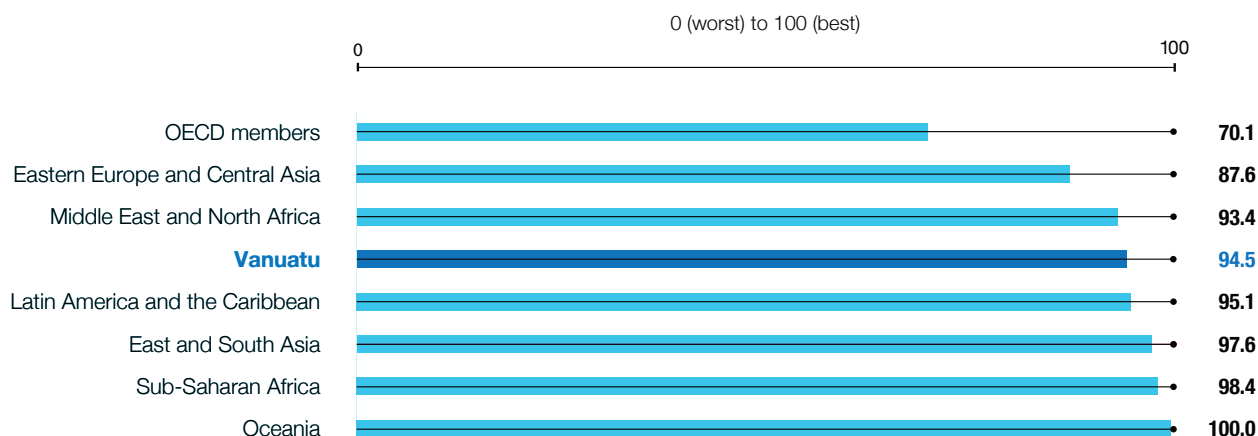 0 (worst) to 100 (best)
0 100
OECD members 70.1
Eastern Europe and Central Asia 87.6
Middle East and North Africa 93.4
Vanuatu 94.5
Latin America and the Caribbean 95.1
East and South Asia 97.6
Sub-Saharan Africa 98.4
Oceania 100.0